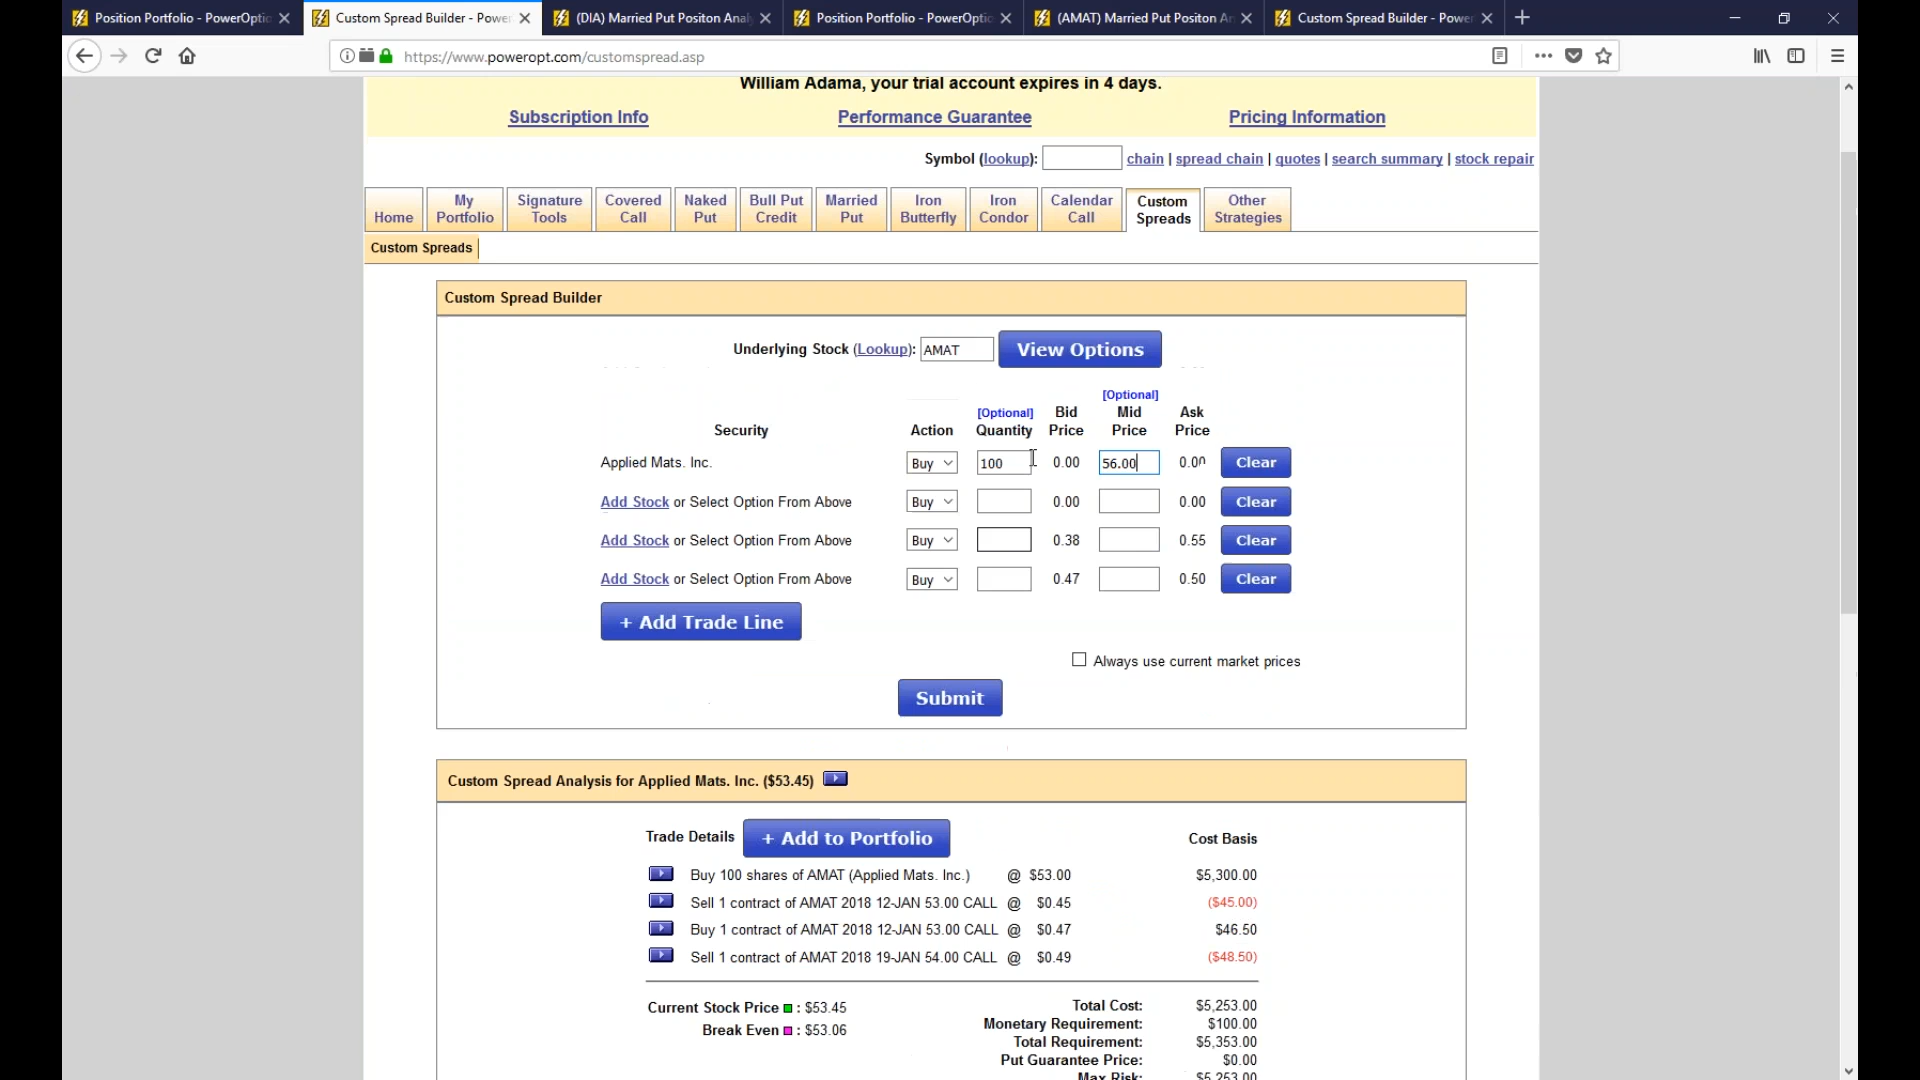 Position Portfolio - PowerOptio
Custom Spread Builder - Power
(DIA) Married Put Positon Anal
Position Portfolio - PowerOptio
(AMAT) Married Put Positon An
Custom Spread Builder - Power
https://www.poweropt.com/customspread.asp
William Adama, your trial account expires in 4 days.
Subscription Info
Performance Guarantee
Pricing Information
Symbol (lookup): chain | spread chain | quotes | search summary | stock repair
Home
My Portfolio
Signature Tools
Covered Call
Naked Put
Bull Put Credit
Married Put
Iron Butterfly
Iron Condor
Calendar Call
Custom Spreads
Other Strategies
Custom Spreads
Custom Spread Builder
Underlying Stock (Lookup): AMAT View Options
Security Action [Optional] Quantity Bid Price [Optional] Mid Price Ask Price
Applied Mats. Inc. Buy 100 0.00 56.00 0.00 Clear
Add Stock or Select Option From Above Buy 0.00 0.00 Clear
Add Stock or Select Option From Above Buy 0.38 0.55 Clear
Add Stock or Select Option From Above Buy 0.47 0.50 Clear
+ Add Trade Line
Always use current market prices
Submit
Custom Spread Analysis for Applied Mats. Inc. ($53.45)
Trade Details + Add to Portfolio Cost Basis
Buy 100 shares of AMAT (Applied Mats. Inc.) @ $53.00 $5,300.00
Sell 1 contract of AMAT 2018 12-JAN 53.00 CALL @ $0.45 ($45.00)
Buy 1 contract of AMAT 2018 12-JAN 53.00 CALL @ $0.47 $46.50
Sell 1 contract of AMAT 2018 19-JAN 54.00 CALL @ $0.49 ($48.50)
Current Stock Price : $53.45 Total Cost: $5,253.00
Break Even : $53.06 Monetary Requirement: $100.00
Total Requirement: $5,353.00
Put Guarantee Price: $0.00
Max Risk: $5,253.00